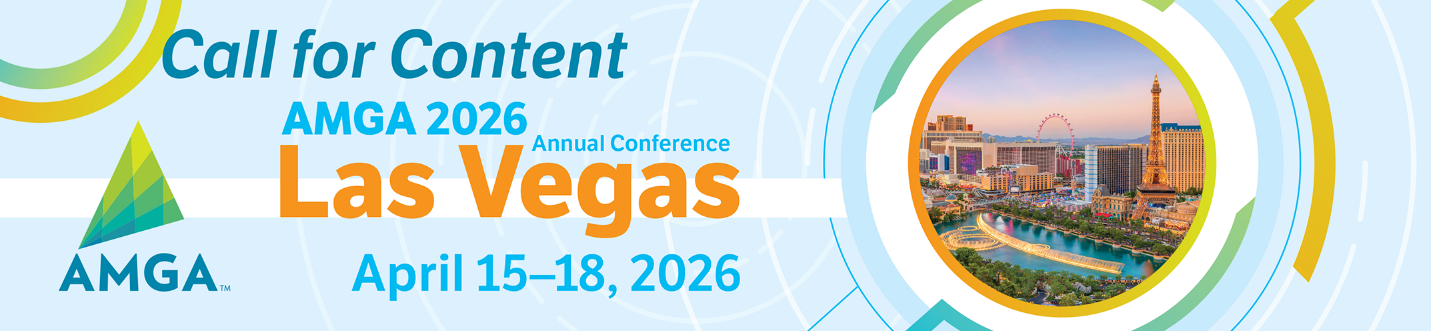 Call for Content
AMGA 2026
Annual Conference
Las Vegas
April 15–18, 2026
AMGA™